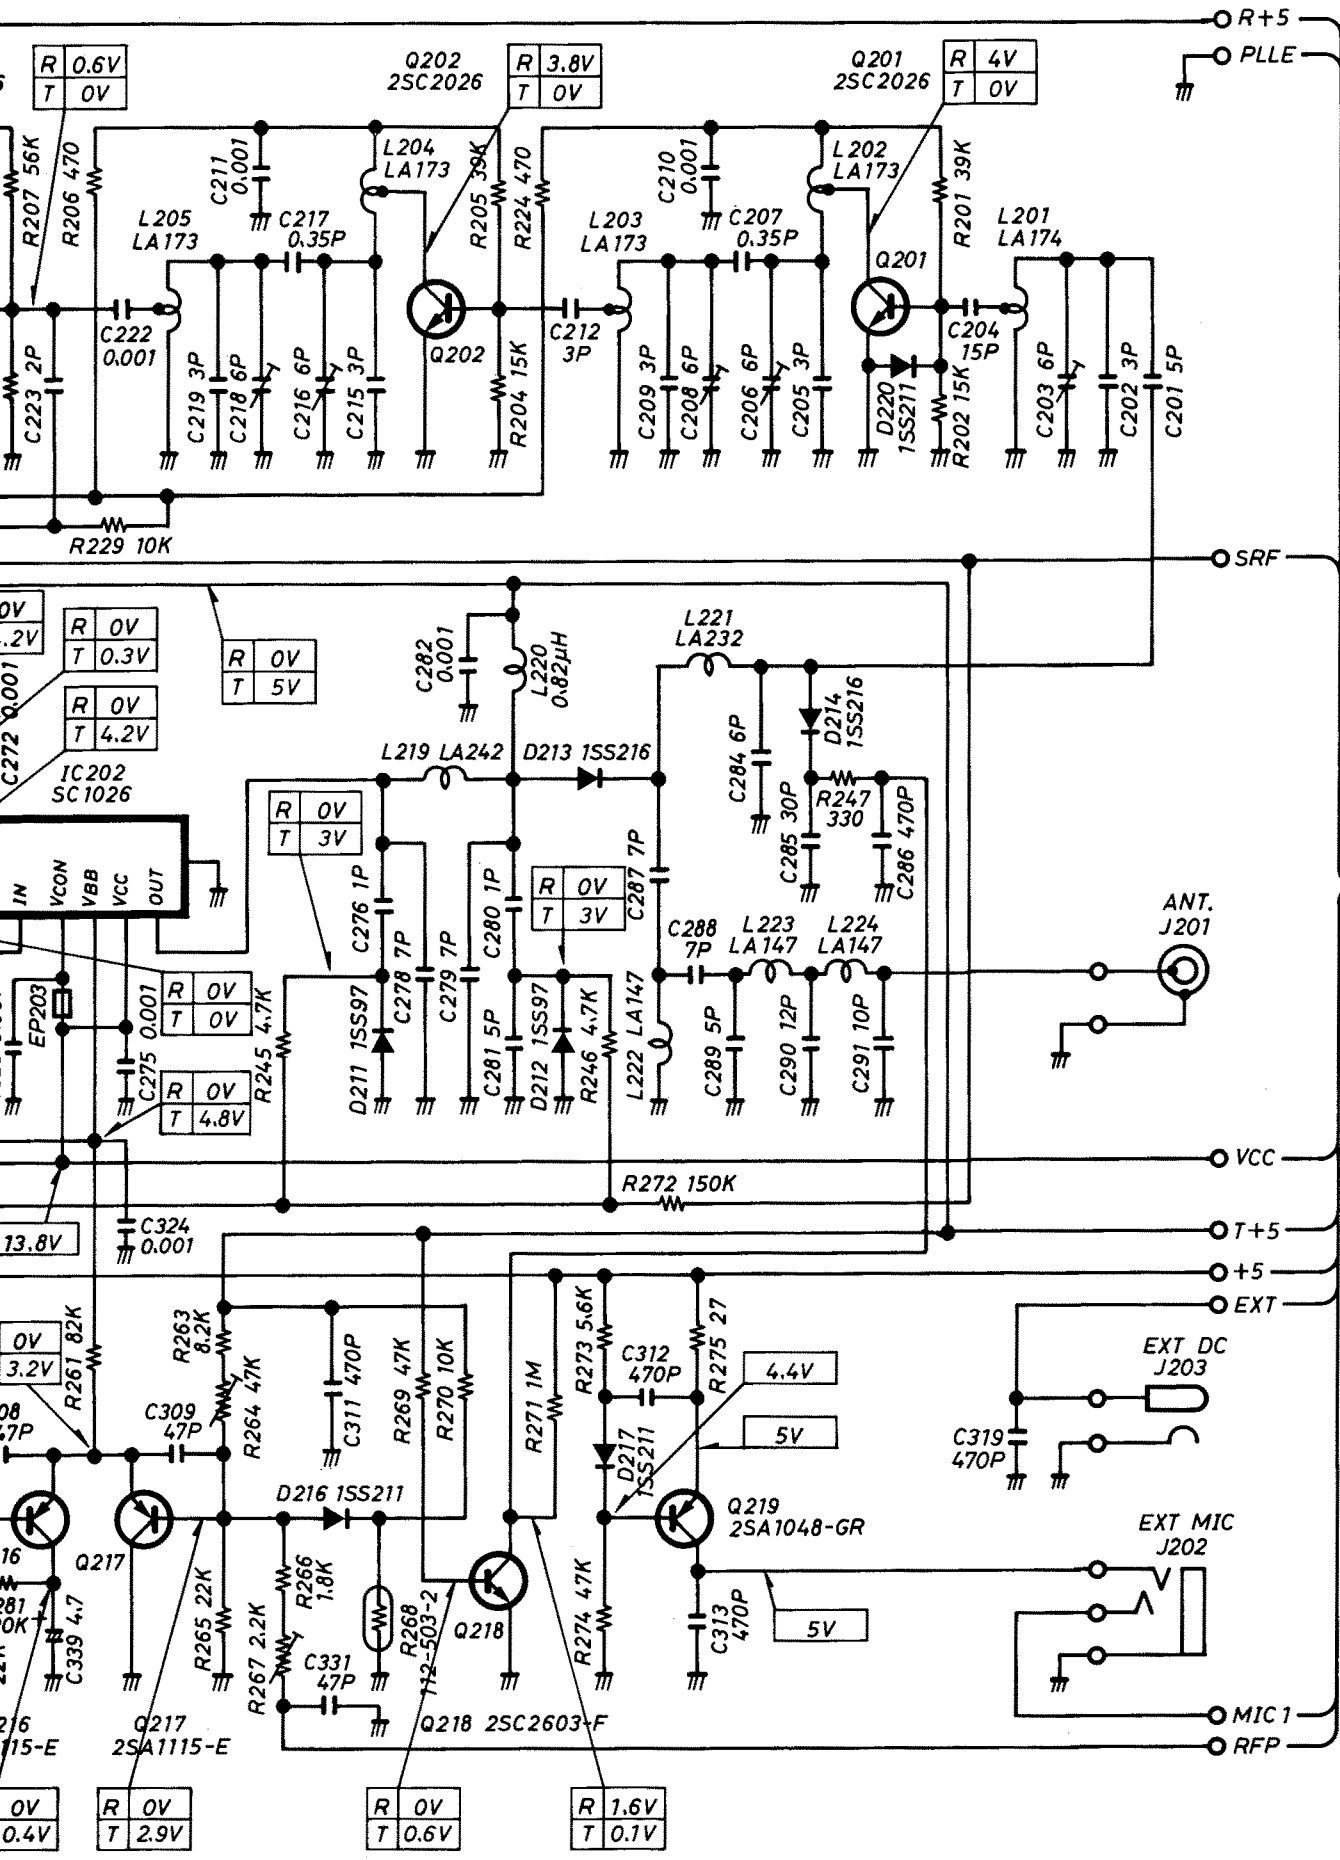 R+5
PLLE
R 0.6V
T 0V
Q202
2SC2026
R 3.8V
T 0V
Q201
2SC2026
R 4V
T 0V
R207 56K
R206 470
C211
0.001
L204
LA173
R205 39K
R224 470
C210
0.001
L202
LA173
R201 39K
L205
LA173
C217
0.35P
L203
LA173
C207
0.35P
Q201
L201
LA174
C222
0.001
Q202
C212
3P
C204
15P
C223 2P
C219 3P
C218 6P
C216 6P
C215 3P
R204 15K
C209 3P
C208 6P
C206 6P
C205 3P
D220
1SS211
R202 15K
C203 6P
C202 3P
C201 5P
R229 10K
SRF
0V
.2V
R 0V
T 0.3V
R 0V
T 5V
C282
0.001
L220
0.82μH
L221
LA232
C272 0.001
R 0V
T 4.2V
D214
1SS216
L219 LA242
D213 1SS216
C284 6P
IC202
SC1026
R 0V
T 3V
R247
330
C285 30P
C286 470P
IN
VCON
VBB
VCC
OUT
C276 1P
C280 1P
R 0V
T 3V
C287 7P
ANT.
J201
C288
7P
L223
LA147
L224
LA147
EP203
R 0V
T 0V
C275 0.001
R245 4.7K
D211 1SS97
C278 7P
C279 7P
C281 5P
D212 1SS97
R246 4.7K
L222 LA147
C289 5P
C290 12P
C291 10P
R 0V
T 4.8V
VCC
R272 150K
13.8V
C324
0.001
T+5
+5
EXT
0V
3.2V
R261 82K
R263
8.2K
R264 47K
C311 470P
R269 47K
R270 10K
R271 1M
R273 5.6K
C312
470P
R275 27
4.4V
EXT DC
J203
08
47P
C309
47P
5V
C319
470P
D217
1SS211
D216 1SS211
Q219
2SA1048-GR
EXT MIC
J202
16
Q217
R266
1.8K
R268
112-503-2
Q218
R274 47K
C313
470P
5V
C339 4.7
R265 22K
R267 2.2K
C331
47P
MIC1
216
115-E
Q217
2SA1115-E
Q218 2SC2603-F
RFP
0V
0.4V
R 0V
T 2.9V
R 0V
T 0.6V
R 1.6V
T 0.1V